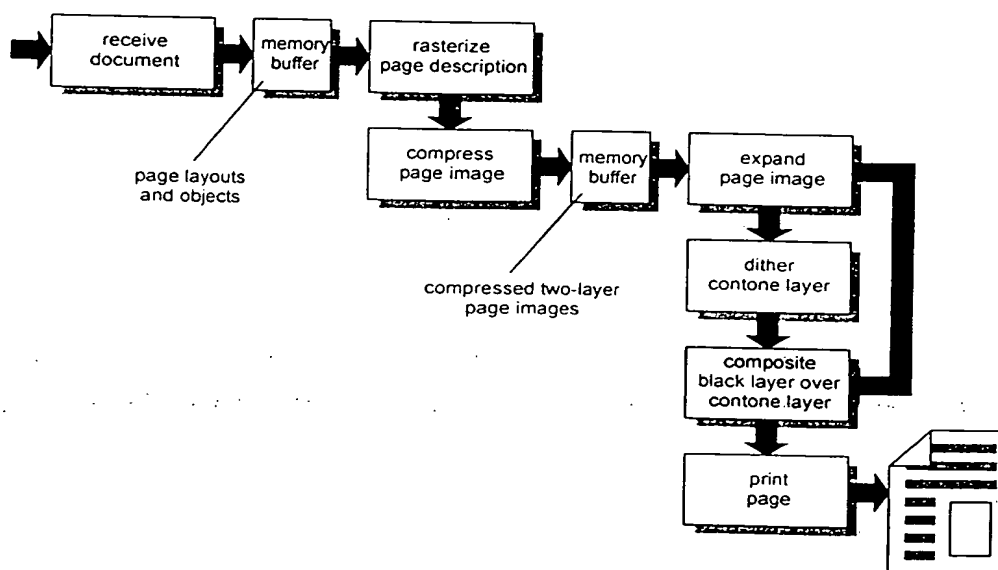 receive
document
memory
buffer
rasterize
page description
page layouts
and objects
compress
page image
memory
buffer
expand
page image
compressed two-layer
page images
dither
contone layer
composite
black layer over
contone layer
print
page